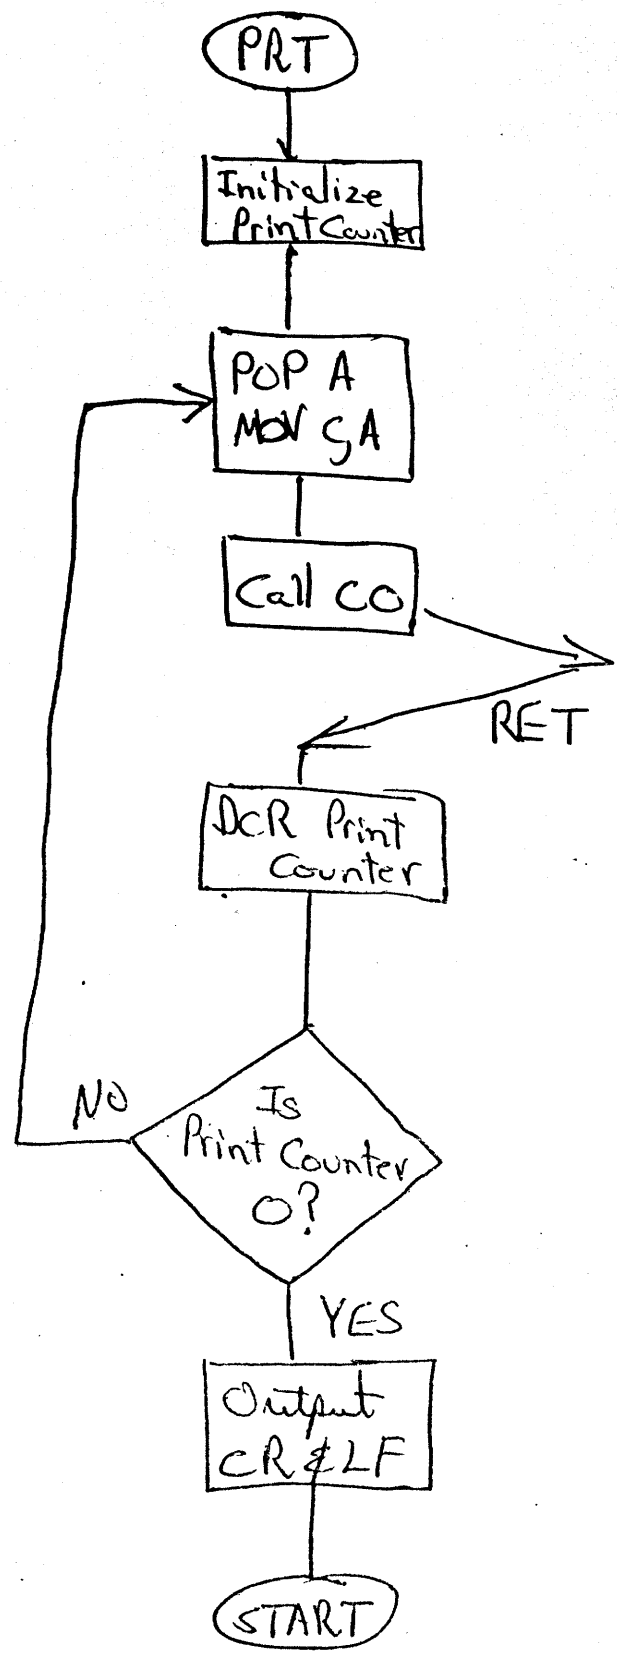 PRT
Initialize
Print Counter
POP A
MOV C,A
Call CO
RET
DCR Print
Counter
NO
Is
Print Counter
0?
YES
Output
CR & LF
START